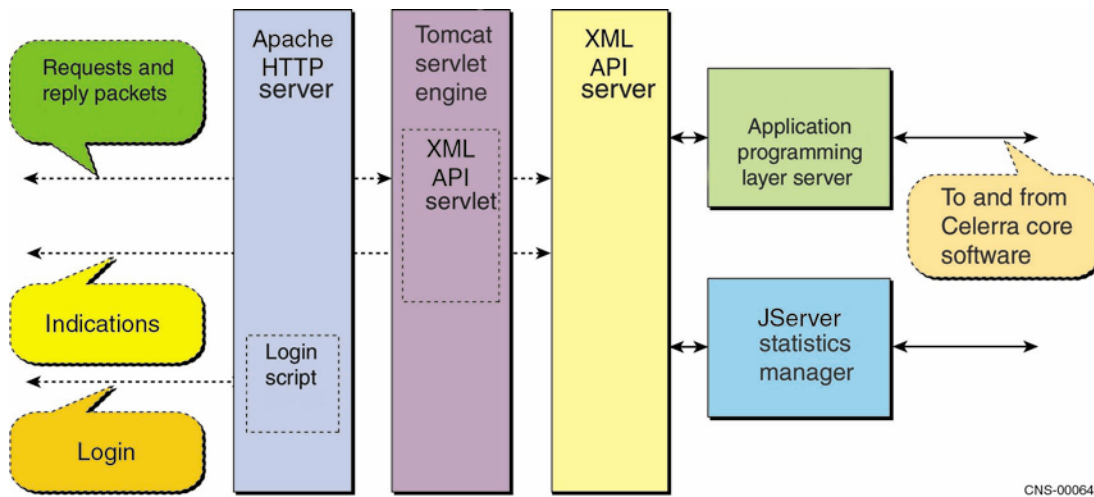 Requests and
reply packets
Indications
Login
Apache
HTTP
server
Login
script
Tomcat
servlet
engine
XML
API
servlet
XML
API
server
Application
programming
layer server
JServer
statistics
manager
To and from
Celerra core
software
CNS-00064